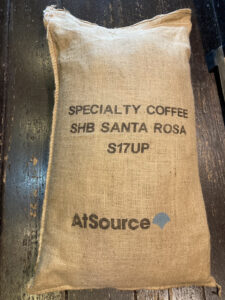 SPECIALTY COFFEE
SHB SANTA ROSA
S17UP
AtSource